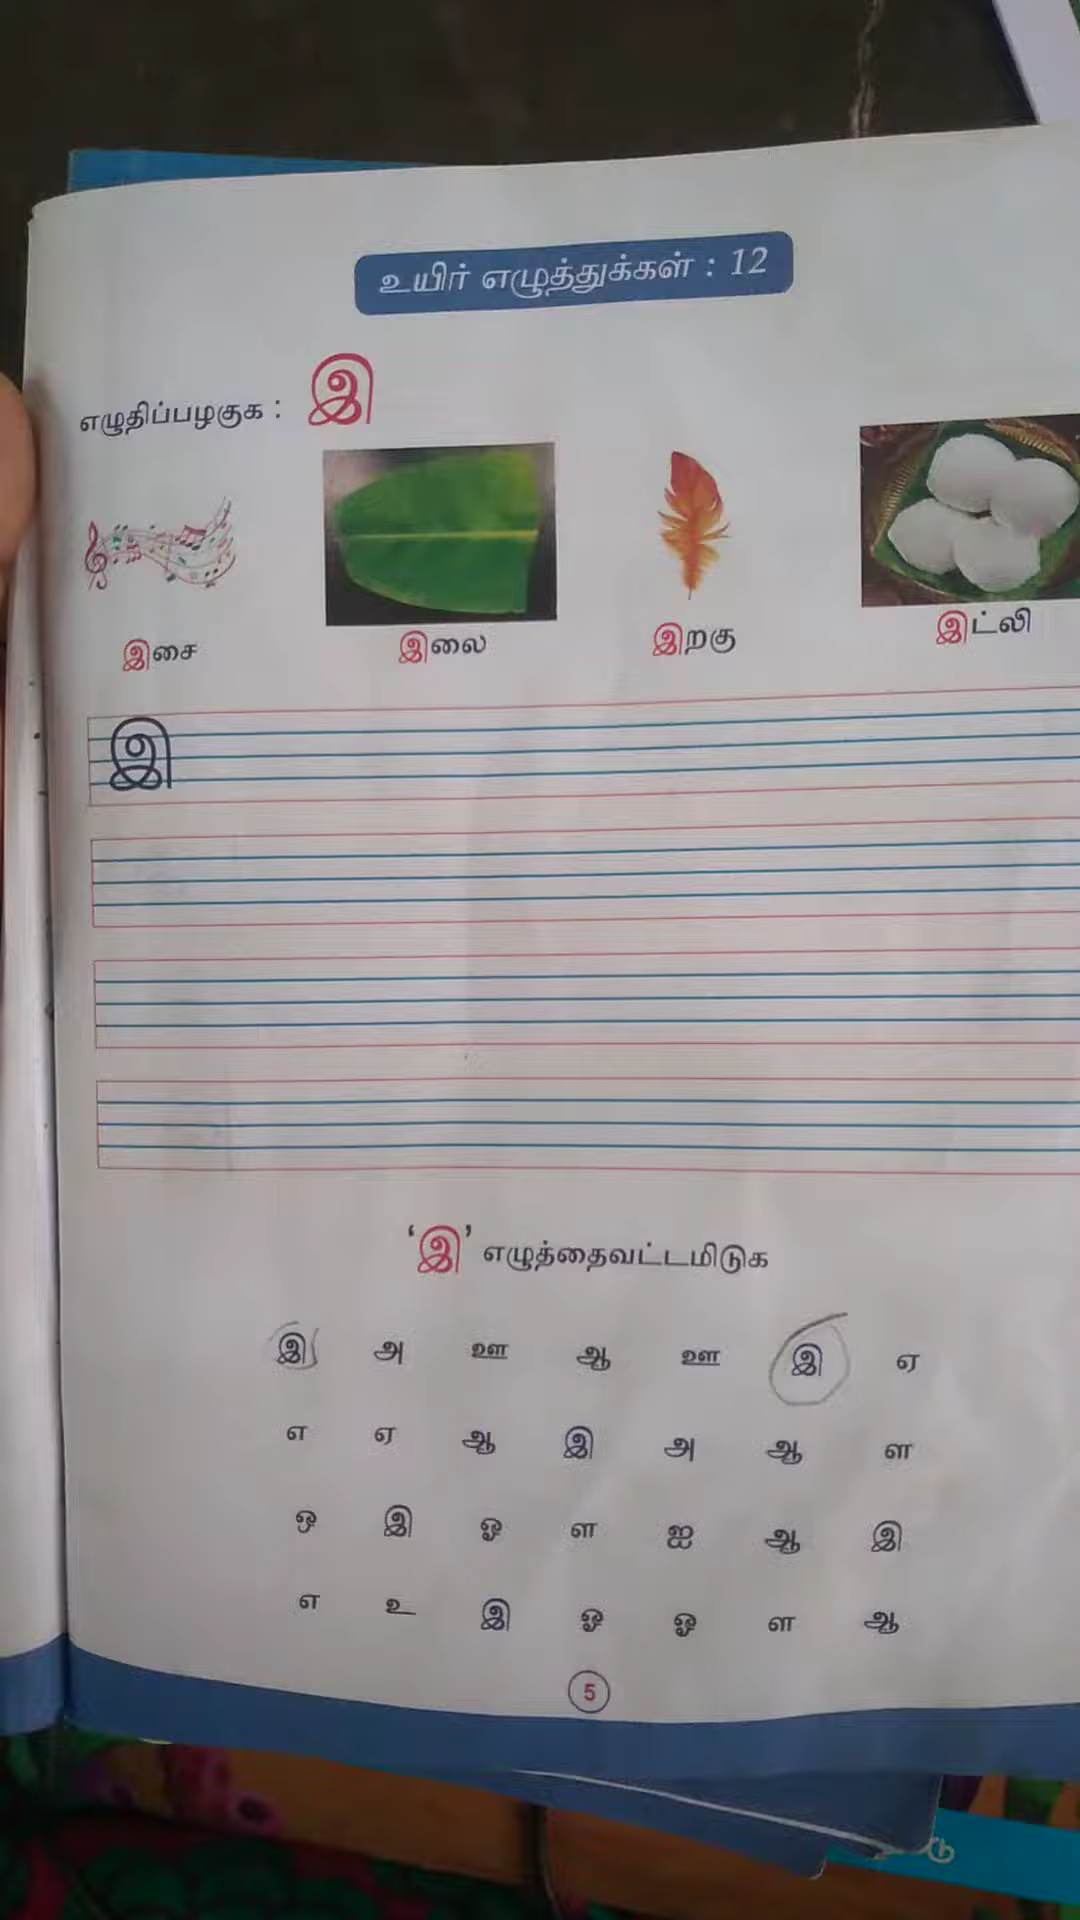 உயிர் எழுத்துக்கள் : 12
எழுதிப்பழகுக : இ
இசை இலை இறகு இட்லி
இ
‘இ’ எழுத்தைவட்டமிடுக
இ அ ஊ ஆ ஊ இ ஏ
எ ஏ ஆ இ அ ஆ ள
ஒ இ ஓ ள ஐ ஆ இ
எ உ இ ஓ ஓ ள ஆ
5